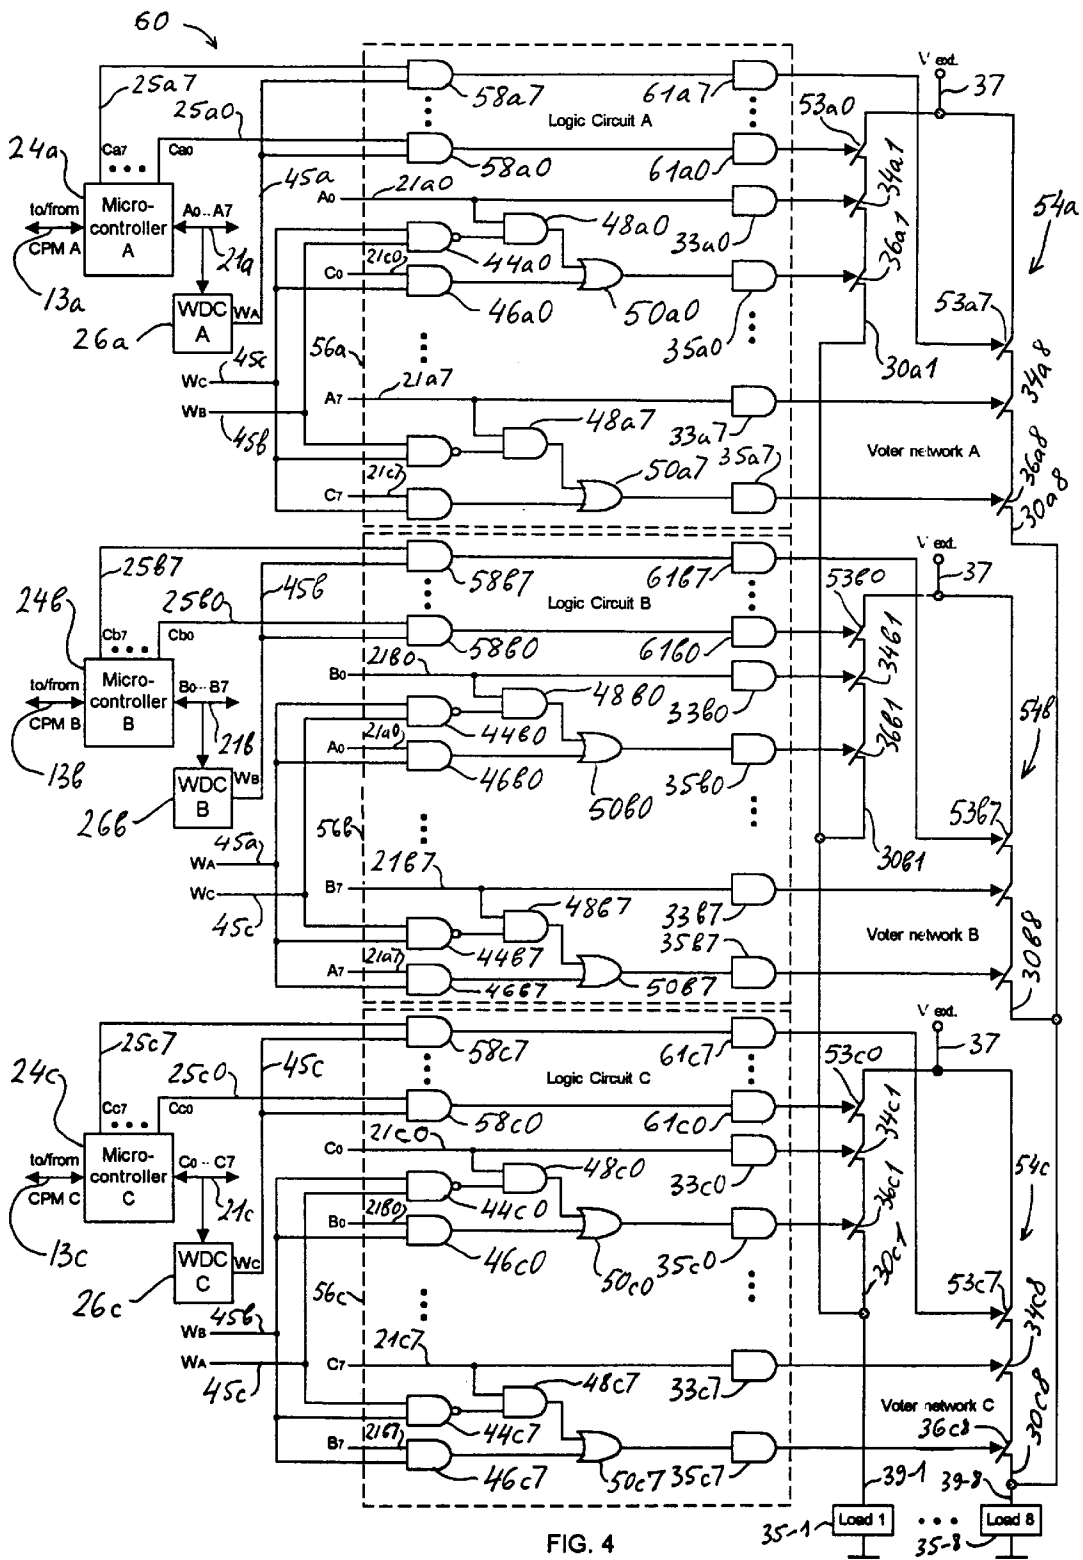 60
25a7
58a7
61a7
V ext.
37
25a0
Logic Circuit A
53a0
24a
Ca7
Ca0
58a0
61a0
34a1
45a
A0
21a0
48a0
33a0
54a
to/from
Micro-
controller
A
A0...A7
CPM A
21a
44a0
36a1
C0
21c0
13a
46a0
50a0
35a0
53a7
26a
WDC
A
WA
56a
30a1
34a8
WC
45c
A7
21a7
48a7
33a7
WB
45b
Voter network A
36a8
21c7
C7
50a7
35a7
30a8
25b7
58b7
61b7
V ext.
37
45b
24b
25b0
Logic Circuit B
53b0
Cb7
Cb0
58b0
61b0
34b1
B0
21b0
48b0
33b0
54b
to/from
Micro-
controller
B
B0...B7
CPM B
21b
44b0
36b1
A0
21a0
13b
46b0
50b0
35b0
26b
WDC
B
WB
56b
53b7
45a
WA
30b1
WC
45c
B7
21b7
48b7
33b7
Voter network B
44b7
35b7
30b8
A7
21a7
46b7
50b7
25c7
58c7
61c7
V ext.
37
45c
24c
25c0
Logic Circuit C
53c0
Cc7
Cc0
58c0
61c0
34c1
C0
21c0
48c0
33c0
54c
to/from
Micro-
controller
C
C0...C7
CPM C
21c
44c0
36c1
B0
21b0
13c
46c0
50c0
35c0
30c1
26c
WDC
C
WC
56c
53c7
34c8
WB
45b
WA
45c
C7
21c7
48c7
33c7
Voter network C
44c7
36c8
30c8
B7
21b7
46c7
50c7
35c7
39-1
39-8
Load 1
Load 8
35-1
35-8
FIG. 4